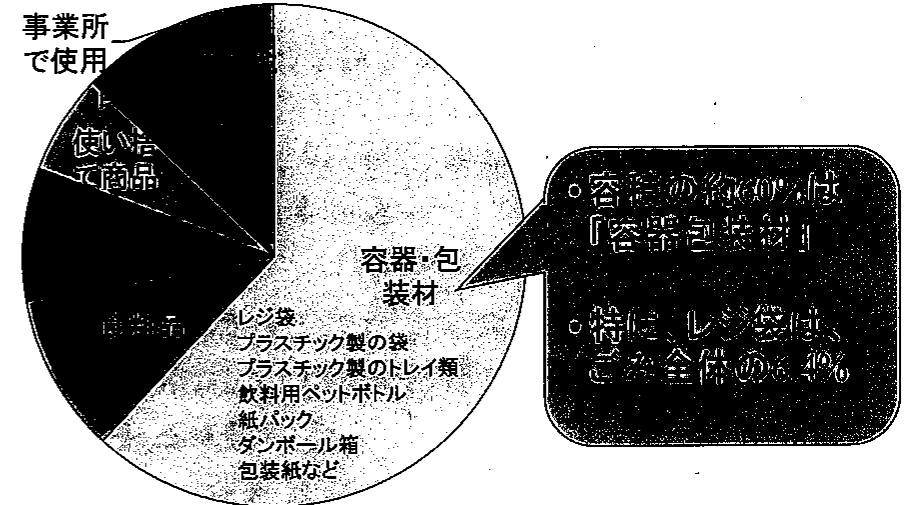 事業所
で使用
使い捨
て商品
食料品
容器・包
装材
レジ袋
プラスチック製の袋
プラスチック製のトレイ類
飲料用ペットボトル
紙パック
ダンボール箱
包装紙など
・容積の約60%は
「容器包装材」
・特に、レジ袋は、
ごみ全体の